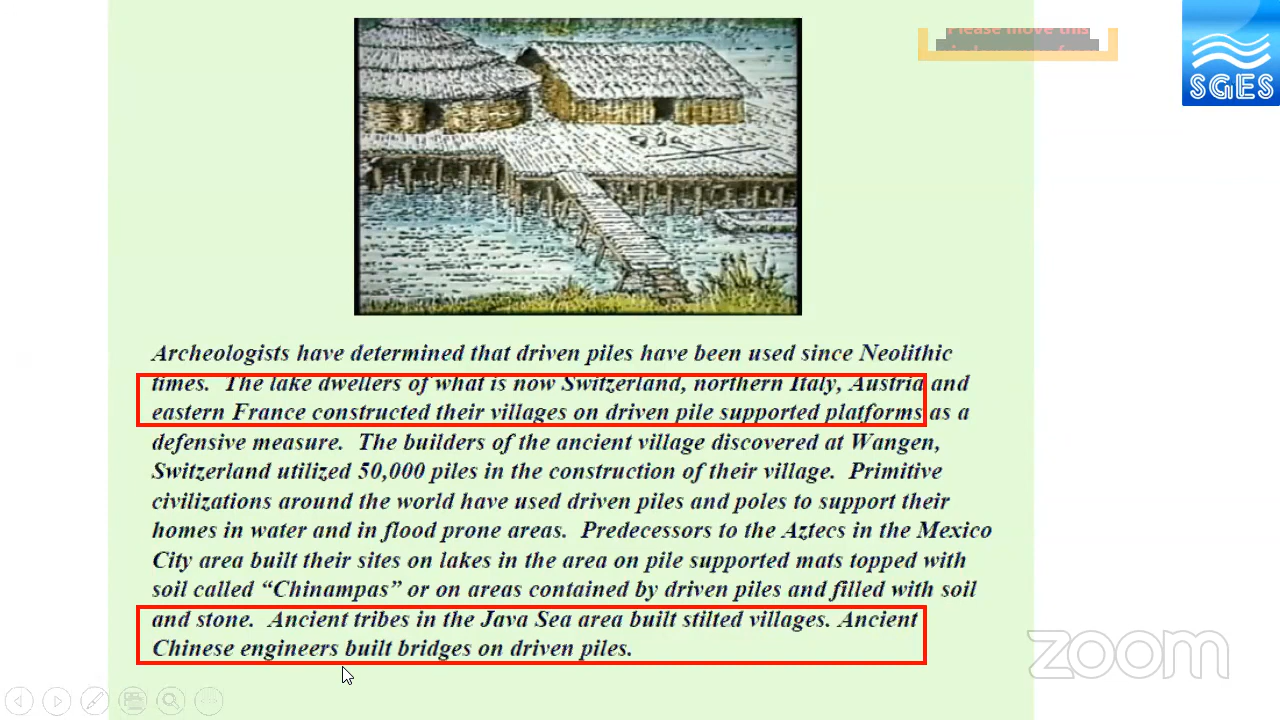 Please move this
SGES
Archeologists have determined that driven piles have been used since Neolithic
times. The lake dwellers of what is now Switzerland, northern Italy, Austria and
eastern France constructed their villages on driven pile supported platforms as a
defensive measure. The builders of the ancient village discovered at Wangen,
Switzerland utilized 50,000 piles in the construction of their village. Primitive
civilizations around the world have used driven piles and poles to support their
homes in water and in flood prone areas. Predecessors to the Aztecs in the Mexico
City area built their sites on lakes in the area on pile supported mats topped with
soil called “Chinampas” or on areas contained by driven piles and filled with soil
and stone. Ancient tribes in the Java Sea area built stilted villages. Ancient
Chinese engineers built bridges on driven piles.
zoom